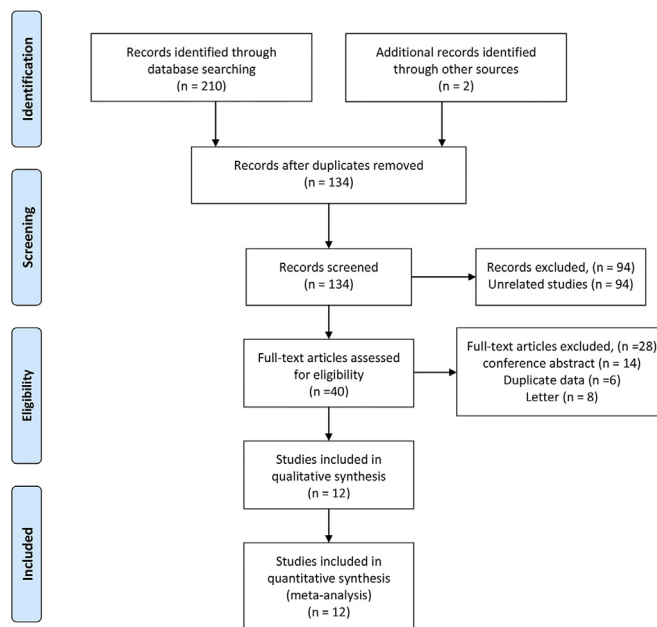 Identification
Records identified through
database searching
(n = 210)
Additional records identified
through other sources
(n = 2)
Records after duplicates removed
(n = 134)
Screening
Records screened
(n = 134)
Records excluded, (n = 94)
Unrelated studies (n = 94)
Eligibility
Full-text articles assessed
for eligibility
(n =40)
Full-text articles excluded, (n =28)
conference abstract (n = 14)
Duplicate data (n =6)
Letter (n = 8)
Studies included in
qualitative synthesis
(n = 12)
Included
Studies included in
quantitative synthesis
(meta-analysis)
(n = 12)